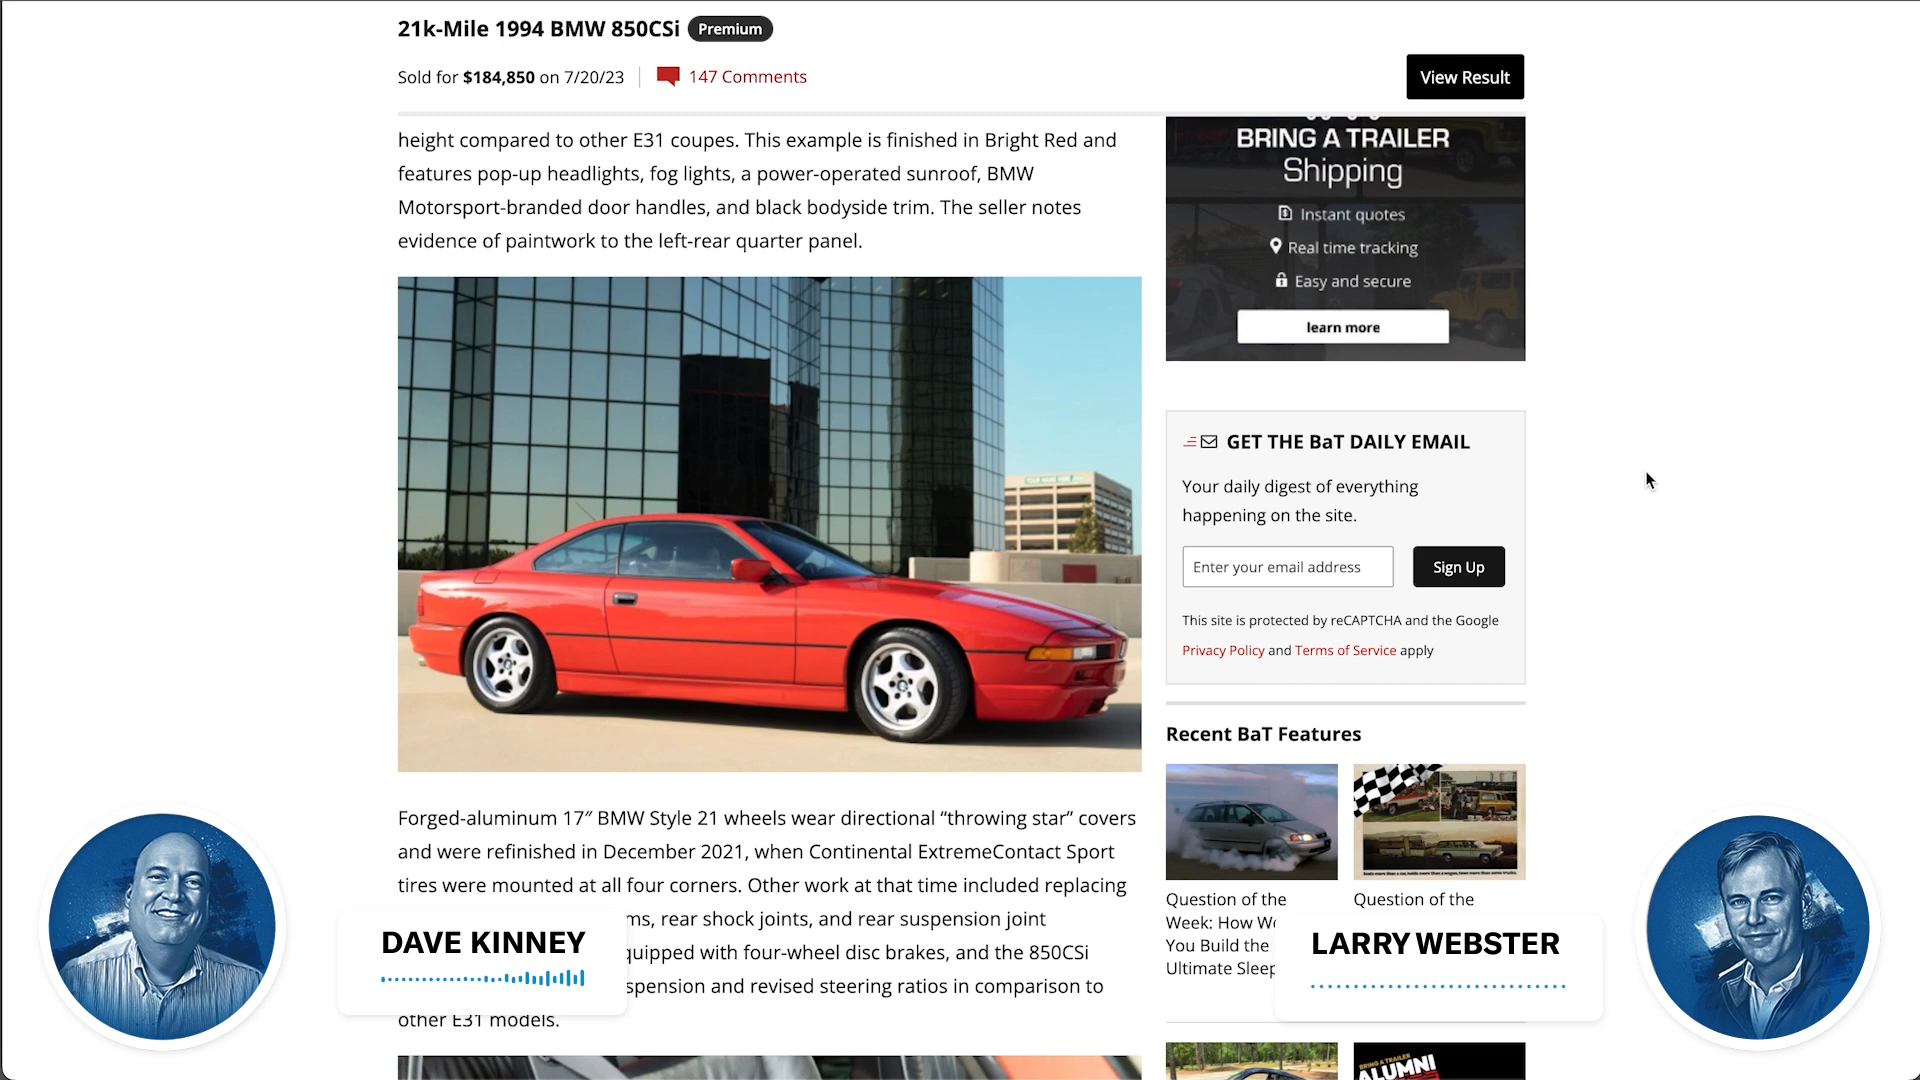 21k-Mile 1994 BMW 850CSi Premium
Sold for $184,850 on 7/20/23
147 Comments
View Result
height compared to other E31 coupes. This example is finished in Bright Red and
features pop-up headlights, fog lights, a power-operated sunroof, BMW
Motorsport-branded door handles, and black bodyside trim. The seller notes
evidence of paintwork to the left-rear quarter panel.
Forged-aluminum 17″ BMW Style 21 wheels wear directional “throwing star” covers
and were refinished in December 2021, when Continental ExtremeContact Sport
tires were mounted at all four corners. Other work at that time included replacing
ms, rear shock joints, and rear suspension joint
quipped with four-wheel disc brakes, and the 850CSi
spension and revised steering ratios in comparison to
other E31 models.
BRING A TRAILER
Shipping
Instant quotes
Real time tracking
Easy and secure
learn more
GET THE BaT DAILY EMAIL
Your daily digest of everything
happening on the site.
Enter your email address
Sign Up
This site is protected by reCAPTCHA and the Google
Privacy Policy and Terms of Service apply
Recent BaT Features
Question of the
Week: How Wo
You Build the
Ultimate Sleep
Question of the
BRING A TRAILER
ALUMNI
DAVE KINNEY
LARRY WEBSTER